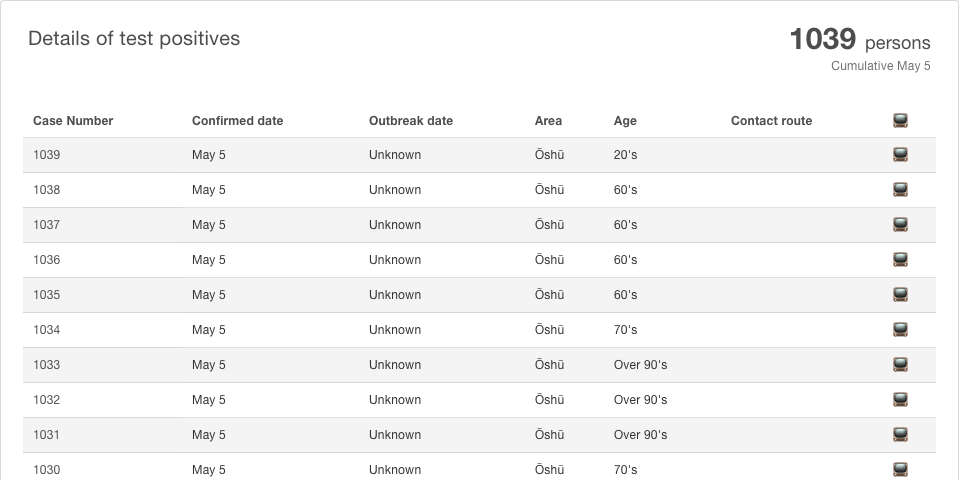 Details of test positives
1039 persons
Cumulative May 5
Case Number Confirmed date Outbreak date Area Age Contact route
1039 May 5 Unknown Ōshū 20's
1038 May 5 Unknown Ōshū 60's
1037 May 5 Unknown Ōshū 60's
1036 May 5 Unknown Ōshū 60's
1035 May 5 Unknown Ōshū 60's
1034 May 5 Unknown Ōshū 70's
1033 May 5 Unknown Ōshū Over 90's
1032 May 5 Unknown Ōshū Over 90's
1031 May 5 Unknown Ōshū Over 90's
1030 May 5 Unknown Ōshū 70's